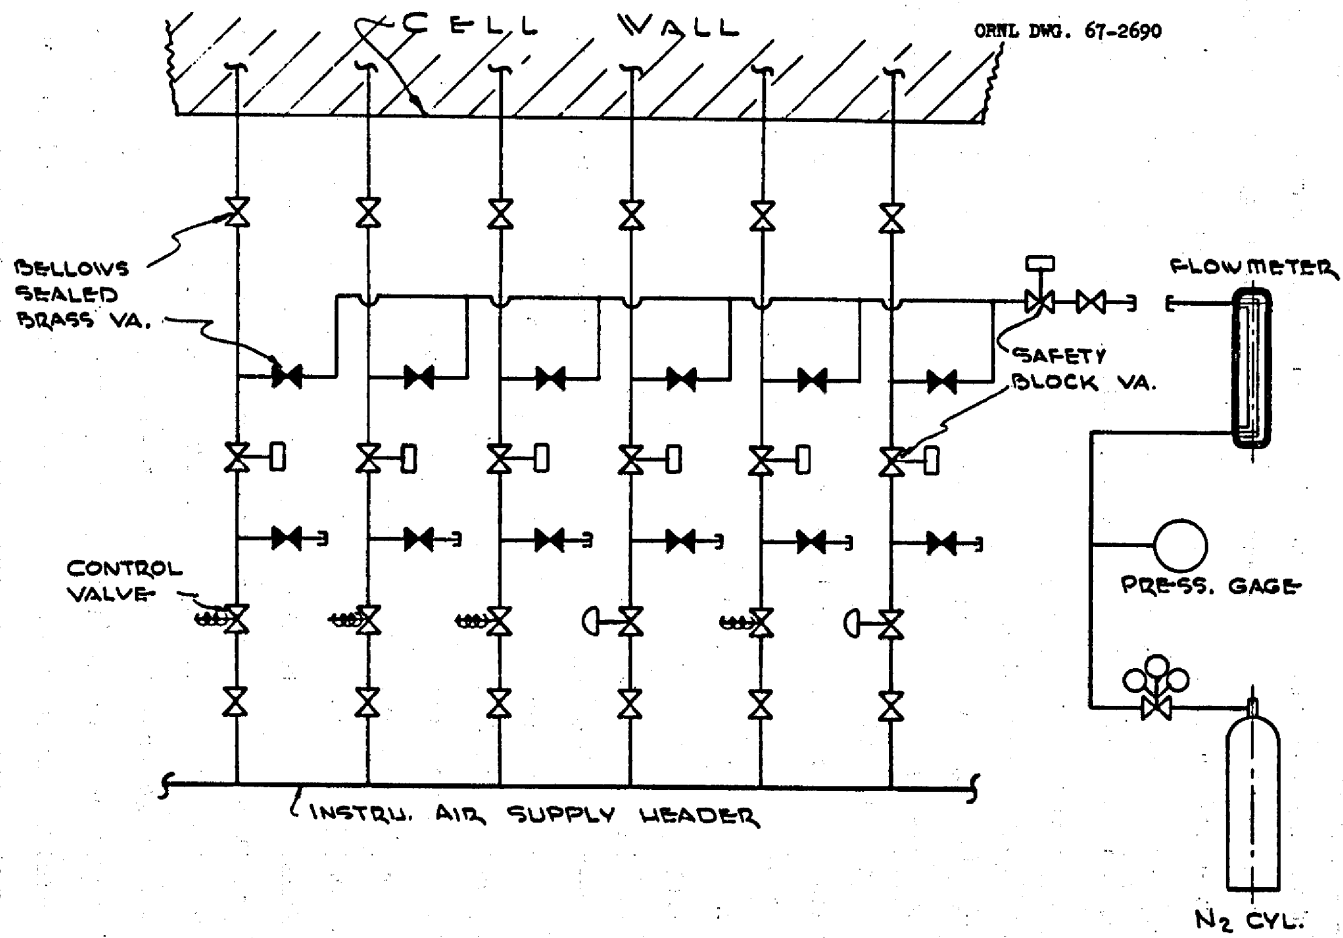 CELL WALL
ORNL DWG. 67-2690
BELLOWS
SEALED
BRASS VA.
FLOWMETER
SAFETY
BLOCK VA.
CONTROL
VALVE
PRESS. GAGE
INSTRU. AIR SUPPLY HEADER
N2 CYL.